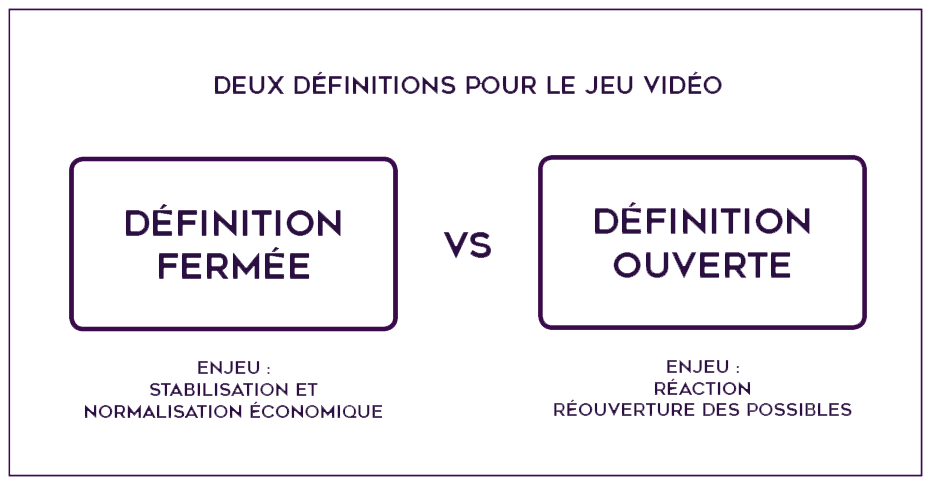 DEUX DÉFINITIONS POUR LE JEU VIDÉO
DÉFINITION
FERMÉE
VS
DÉFINITION
OUVERTE
ENJEU :
STABILISATION ET
NORMALISATION ÉCONOMIQUE
ENJEU :
RÉACTION
RÉOUVERTURE DES POSSIBLES